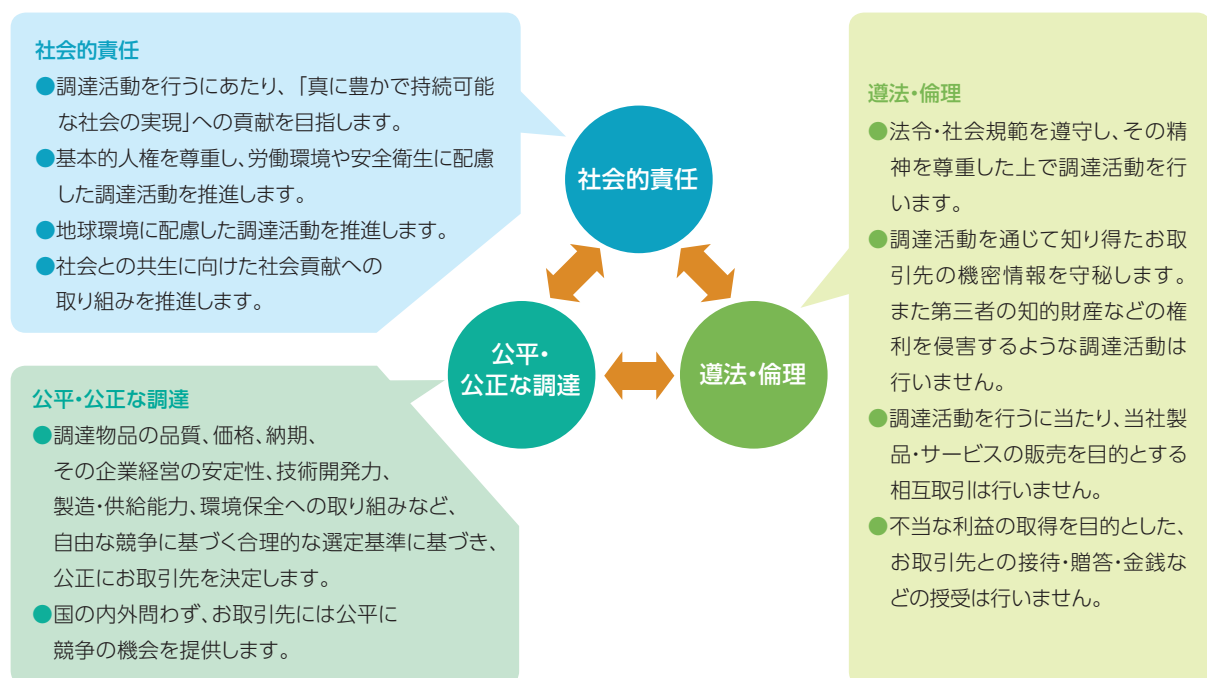 社会的責任
●調達活動を行うにあたり、「真に豊かで持続可能
な社会の実現」への貢献を目指します。
●基本的人権を尊重し、労働環境や安全衛生に配慮
した調達活動を推進します。
●地球環境に配慮した調達活動を推進します。
●社会との共生に向けた社会貢献への
取り組みを推進します。
社会的責任
公平・
公正な調達
遵法・倫理
公平・公正な調達
●調達物品の品質、価格、納期、
その企業経営の安定性、技術開発力、
製造・供給能力、環境保全への取り組みなど、
自由な競争に基づく合理的な選定基準に基づき、
公正にお取引先を決定します。
●国の内外問わず、お取引先には公平に
競争の機会を提供します。
遵法・倫理
●法令・社会規範を遵守し、その精
神を尊重した上で調達活動を行
います。
●調達活動を通じて知り得たお取
引先の機密情報を守秘します。
また第三者の知的財産などの権
利を侵害するような調達活動は
行いません。
●調達活動を行うに当たり、当社製
品・サービスの販売を目的とする
相互取引は行いません。
●不当な利益の取得を目的とした、
お取引先との接待・贈答・金銭な
どの授受は行いません。